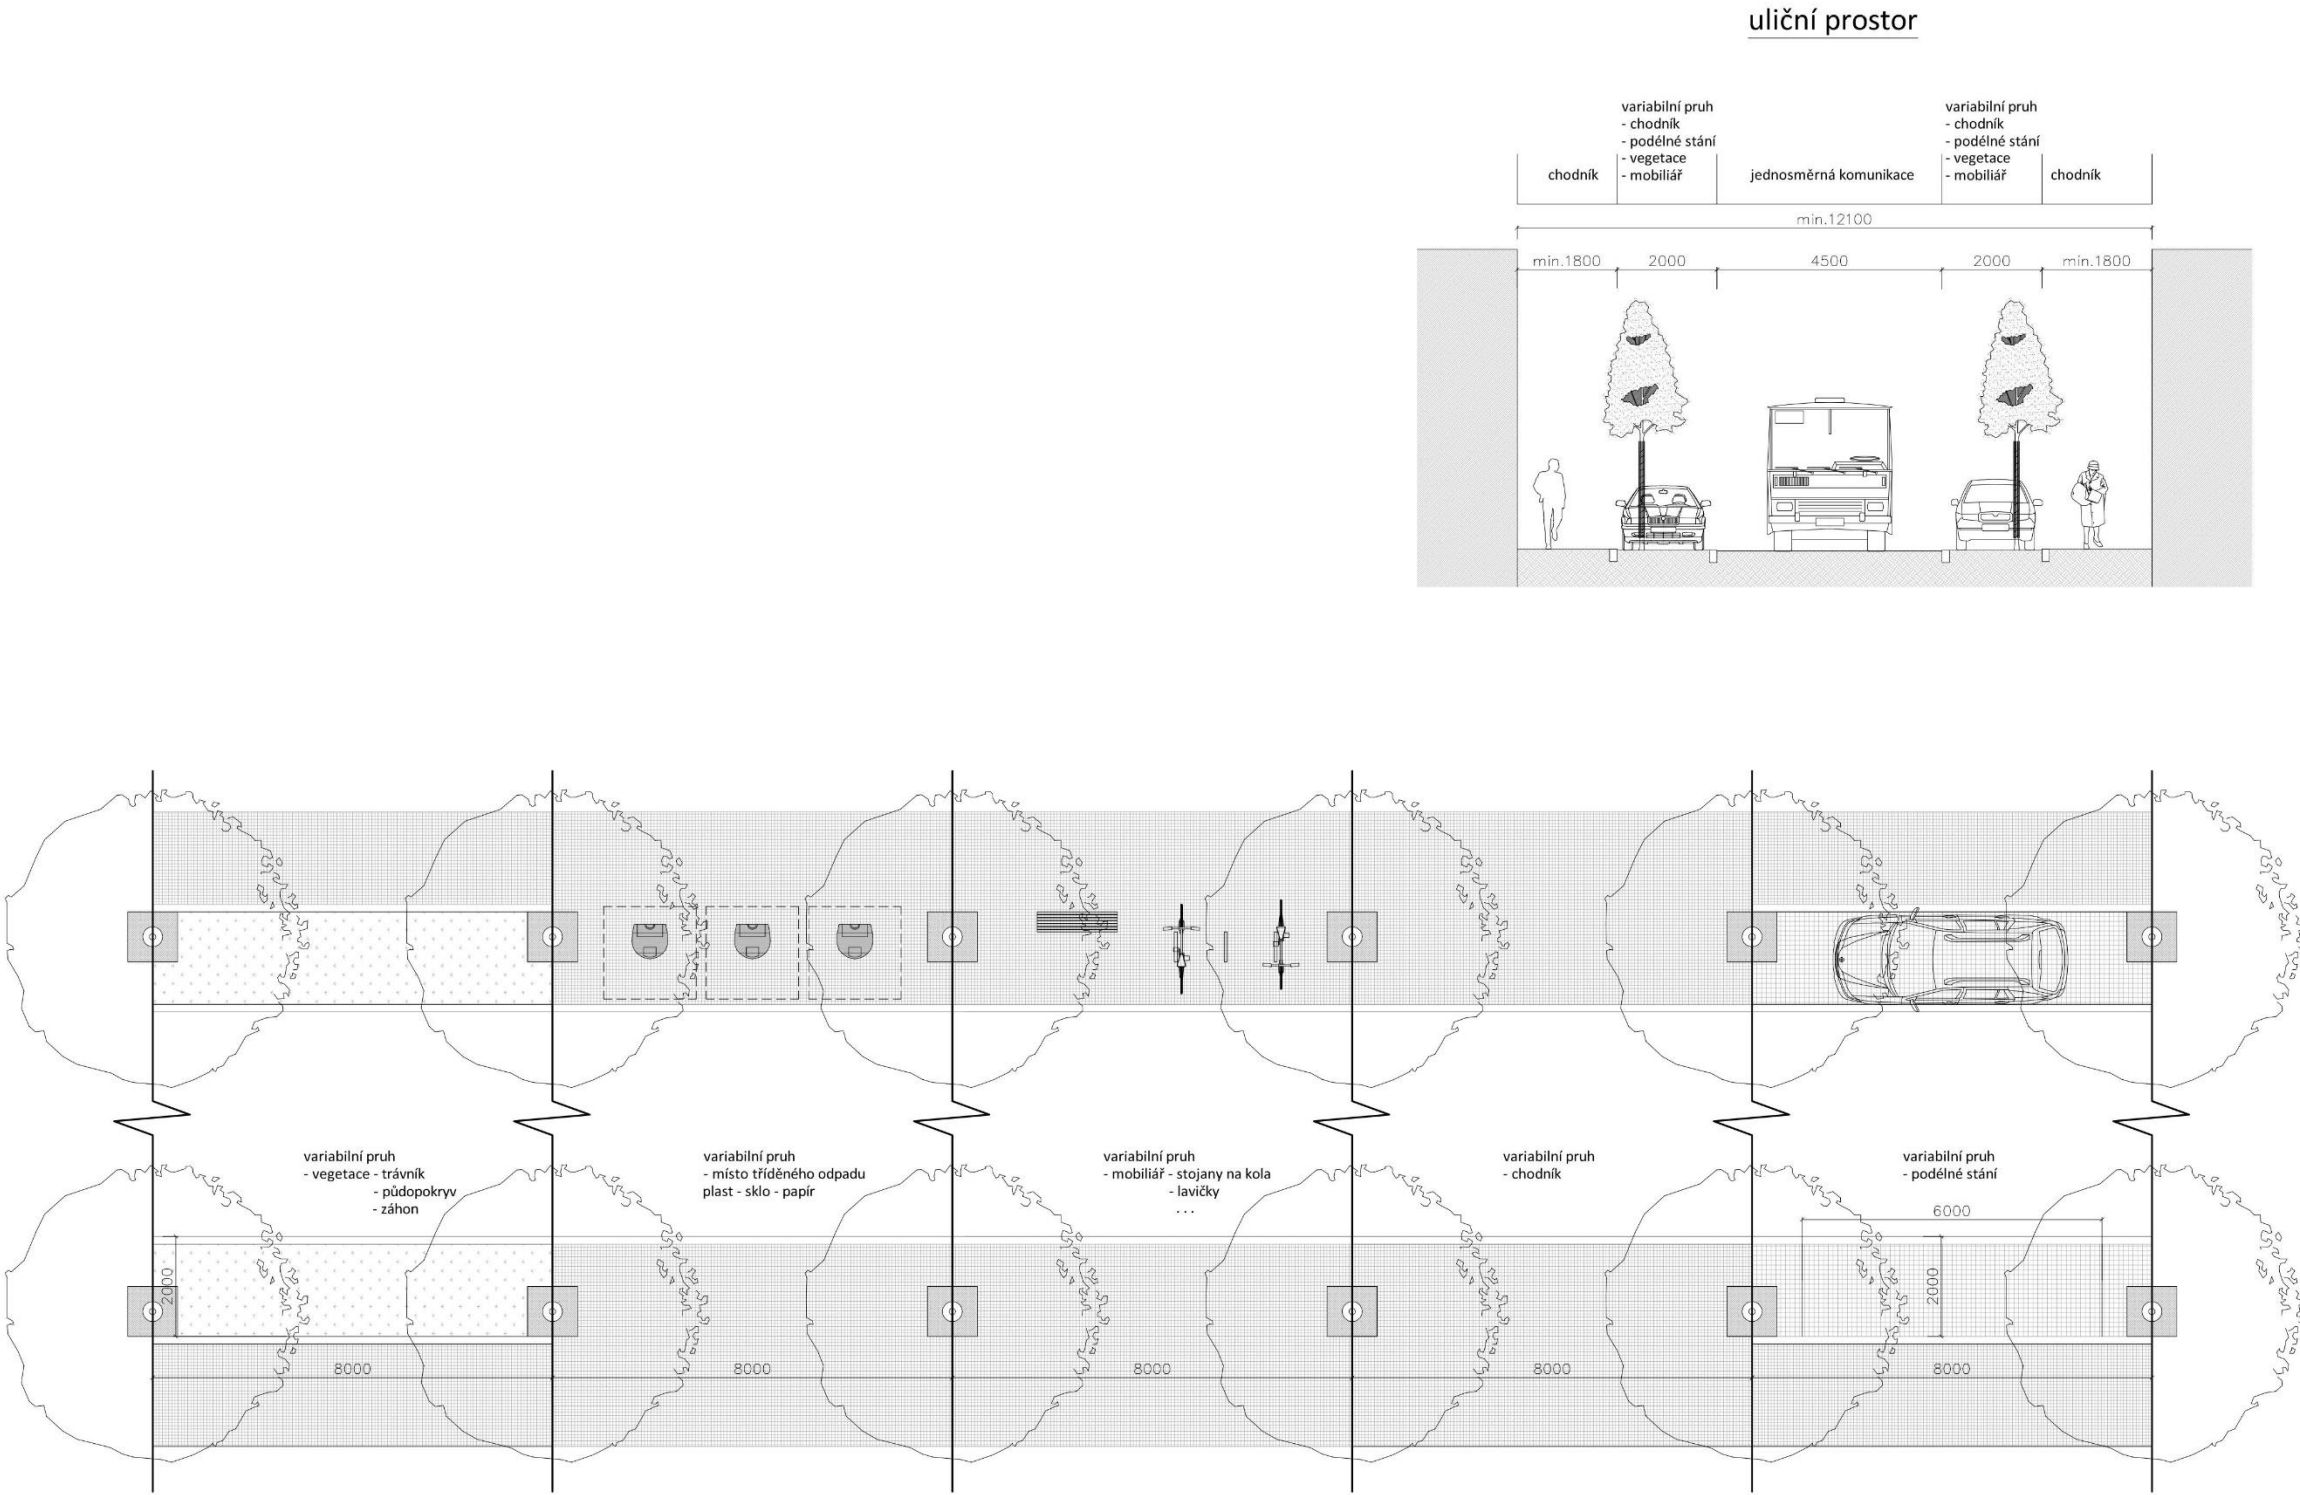 uliční prostor
variabilní pruh
- chodník
- podélné stání
- vegetace
- mobiliář
variabilní pruh
- chodník
- podélné stání
- vegetace
- mobiliář
chodník
jednosměrná komunikace
chodník
min.12100
min.1800
2000
4500
2000
min.1800
variabilní pruh
- vegetace - trávník
- půdopokryv
- záhon
variabilní pruh
- místo tříděného odpadu
plast - sklo - papír
variabilní pruh
- mobiliář - stojany na kola
- lavičky
. . .
variabilní pruh
- chodník
variabilní pruh
- podélné stání
6000
2000
2000
8000
8000
8000
8000
8000